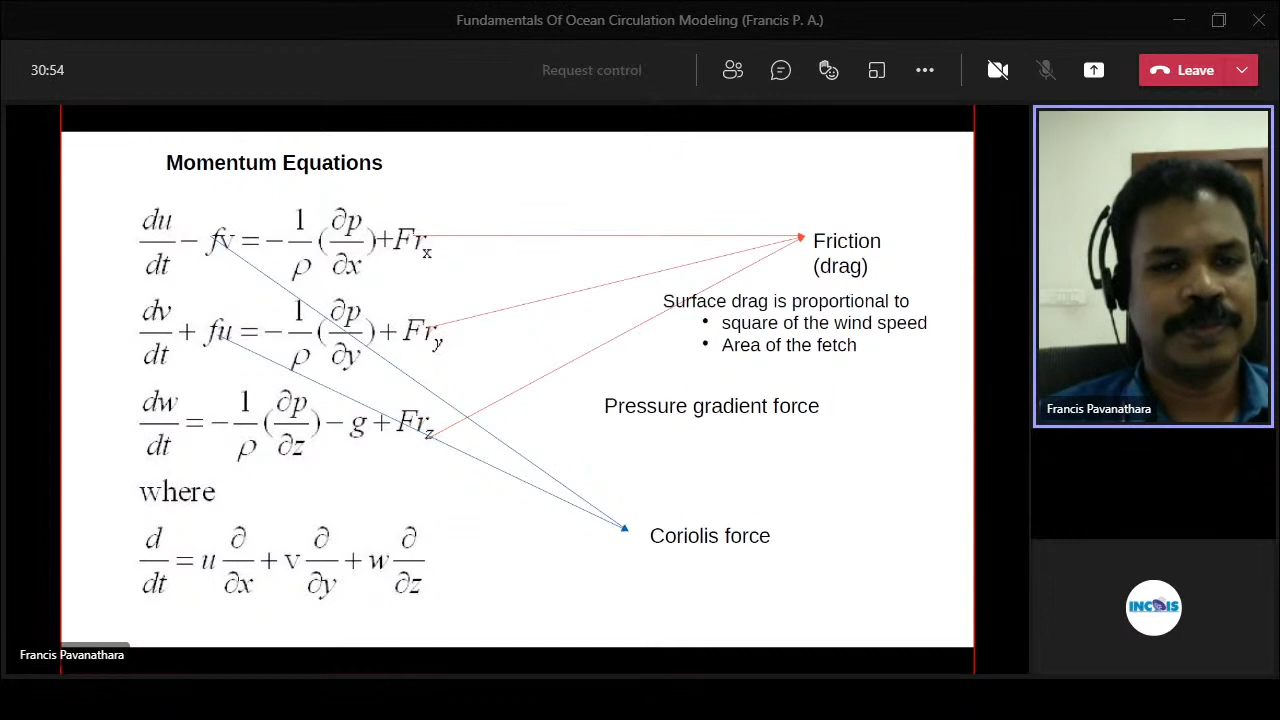 Fundamentals Of Ocean Circulation Modeling (Francis P. A.)
30:54
Request control
Leave
Momentum Equations
du/dt − fv = −1/ρ (∂p/∂x) + Frₓ
Friction
(drag)
Surface drag is proportional to
• square of the wind speed
• Area of the fetch
dv/dt + fu = −1/ρ (∂p/∂y) + Fr_y
Pressure gradient force
dw/dt = −1/ρ (∂p/∂z) − g + Fr_z
where
Coriolis force
d/dt = u ∂/∂x + v ∂/∂y + w ∂/∂z
Francis Pavanathara
Francis Pavanathara
INCOIS